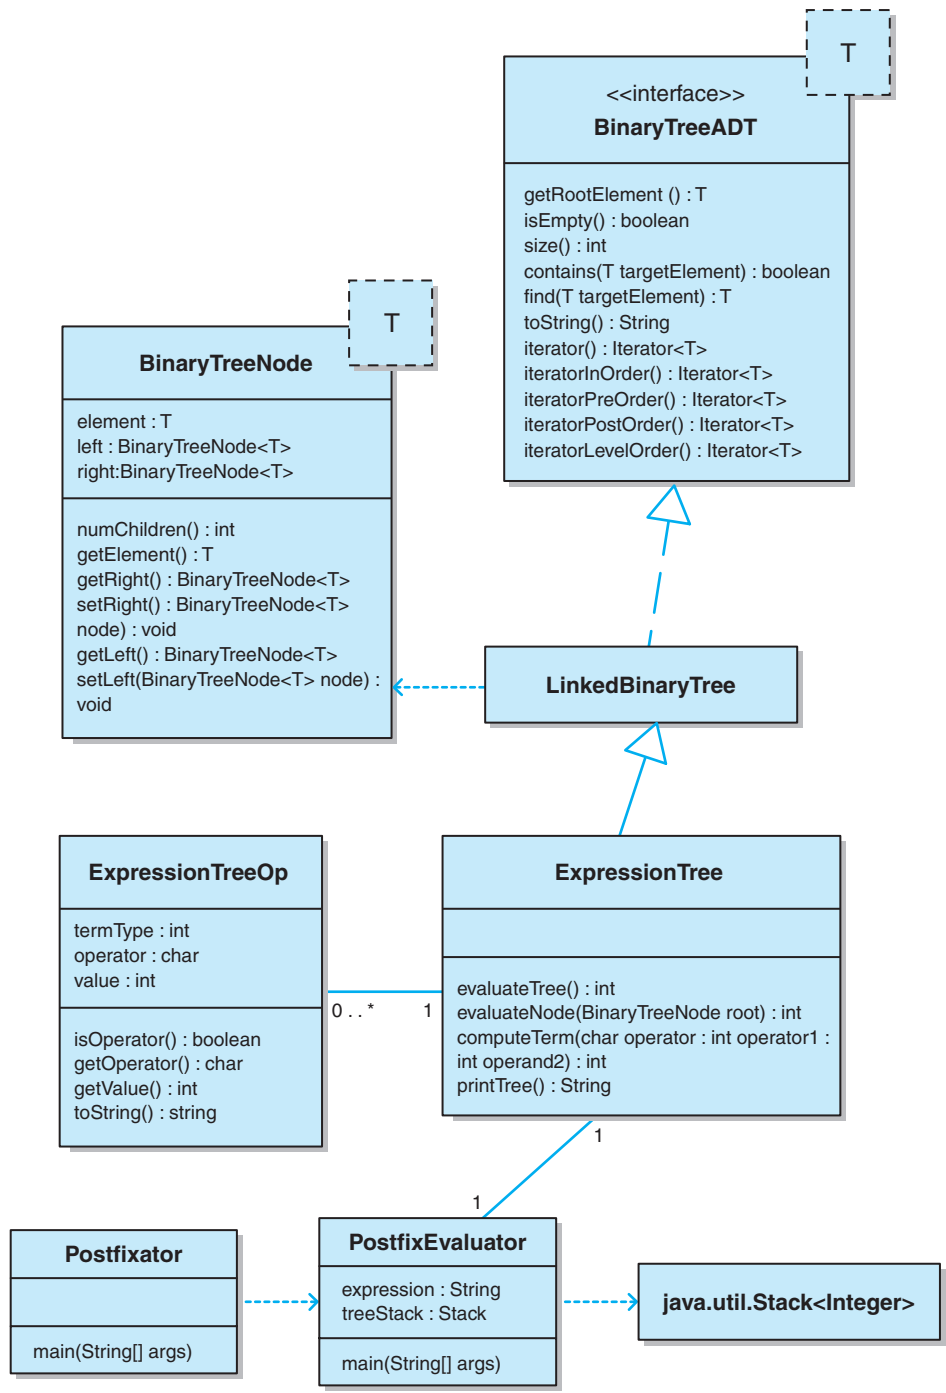 T
<<interface>>
BinaryTreeADT
getRootElement () : T
isEmpty() : boolean
size() : int
contains(T targetElement) : boolean
find(T targetElement) : T
toString() : String
iterator() : Iterator<T>
iteratorInOrder() : Iterator<T>
iteratorPreOrder() : Iterator<T>
iteratorPostOrder() : Iterator<T>
iteratorLevelOrder() : Iterator<T>
T
BinaryTreeNode
element : T
left : BinaryTreeNode<T>
right:BinaryTreeNode<T>
numChildren() : int
getElement() : T
getRight() : BinaryTreeNode<T>
setRight() : BinaryTreeNode<T>
node) : void
getLeft() : BinaryTreeNode<T>
setLeft(BinaryTreeNode<T> node) :
void
LinkedBinaryTree
ExpressionTreeOp
termType : int
operator : char
value : int
isOperator() : boolean
getOperator() : char
getValue() : int
toString() : string
0 . . *
1
ExpressionTree
evaluateTree() : int
evaluateNode(BinaryTreeNode root) : int
computeTerm(char operator : int operator1 :
int operand2) : int
printTree() : String
1
1
Postfixator
main(String[] args)
PostfixEvaluator
expression : String
treeStack : Stack
main(String[] args)
java.util.Stack<Integer>